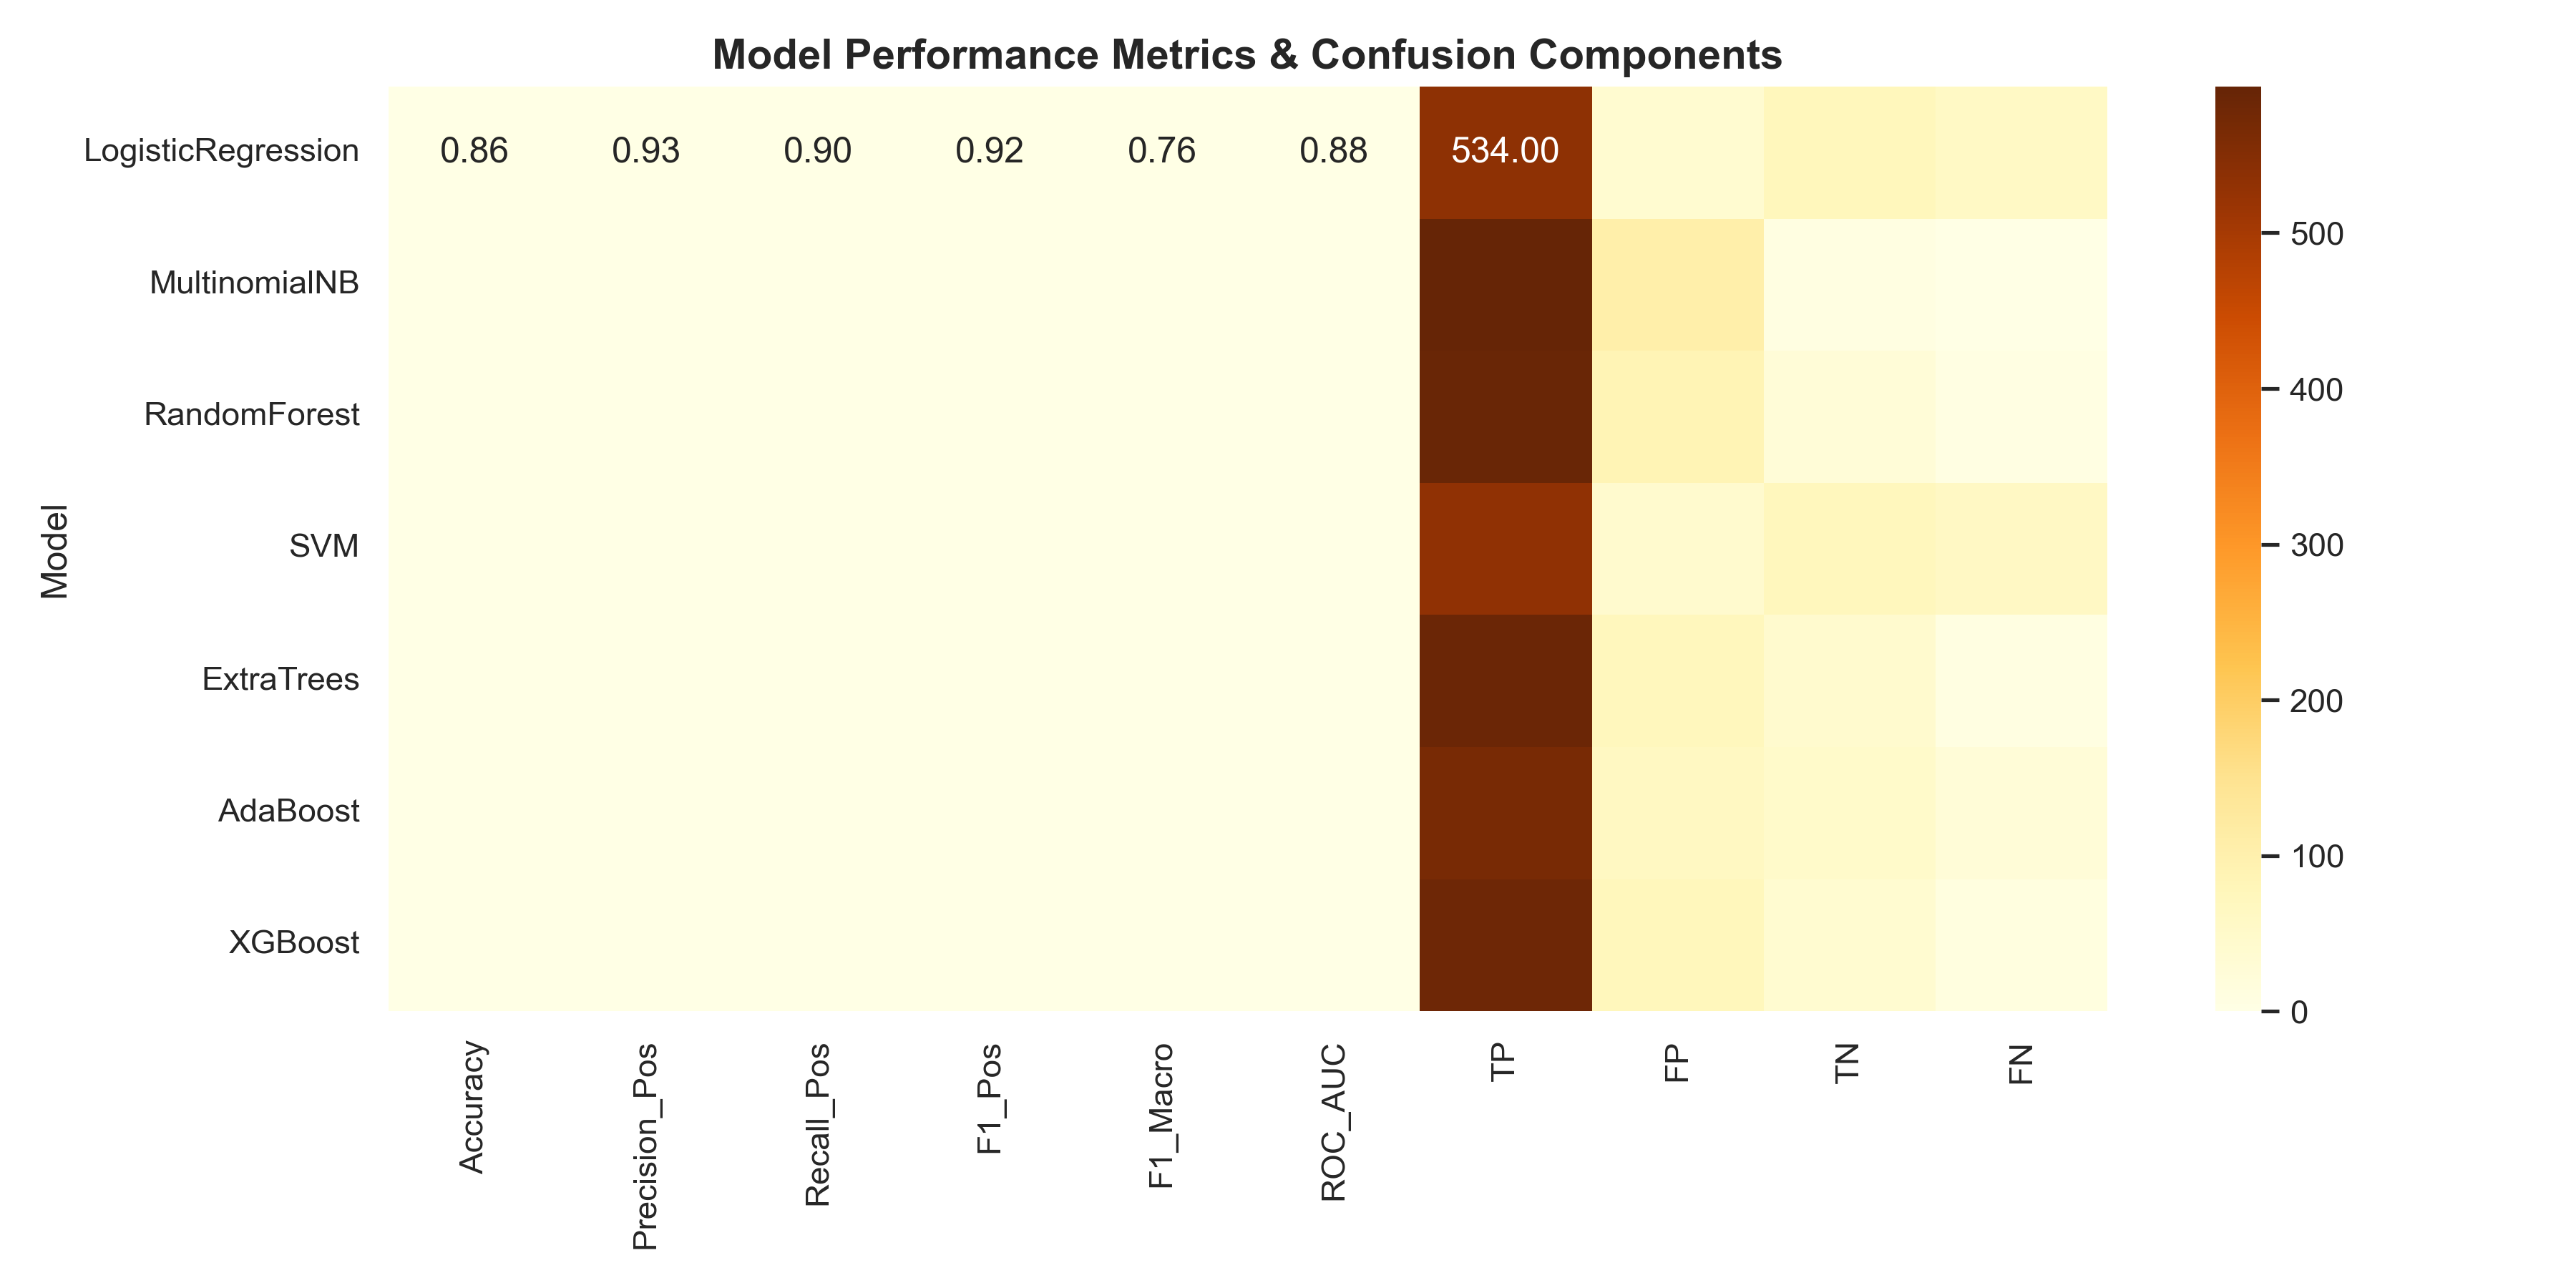 Model Performance Metrics & Confusion Components
LogisticRegression 0.86 0.93 0.90 0.92 0.76 0.88 534.00
MultinomialNB
RandomForest
SVM
ExtraTrees
AdaBoost
XGBoost
Model
Accuracy Precision_Pos Recall_Pos F1_Pos F1_Macro ROC_AUC TP FP TN FN
500
400
300
200
100
0